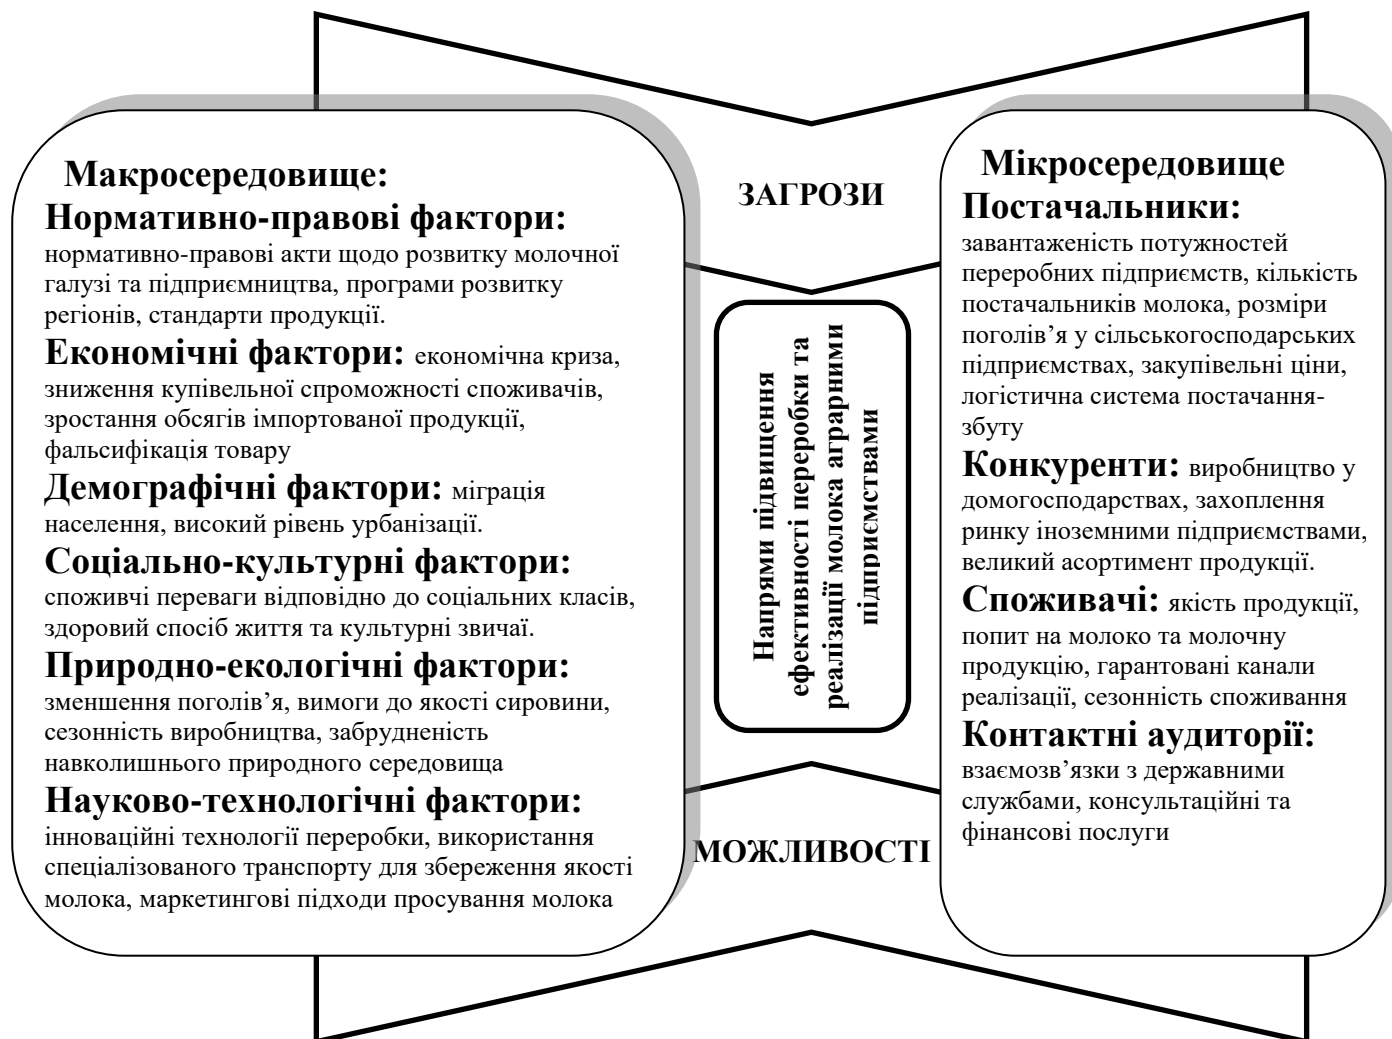 Макросередовище:
Нормативно-правові фактори:
нормативно-правові акти щодо розвитку молочної
галузі та підприємництва, програми розвитку
регіонів, стандарти продукції.
Економічні фактори: економічна криза,
зниження купівельної спроможності споживачів,
зростання обсягів імпортованої продукції,
фальсифікація товару
Демографічні фактори: міграція
населення, високий рівень урбанізації.
Соціально-культурні фактори:
споживчі переваги відповідно до соціальних класів,
здоровий спосіб життя та культурні звичаї.
Природно-екологічні фактори:
зменшення поголів’я, вимоги до якості сировини,
сезонність виробництва, забрудненість
навколишнього природного середовища
Науково-технологічні фактори:
інноваційні технології переробки, використання
спеціалізованого транспорту для збереження якості
молока, маркетингові підходи просування молока
ЗАГРОЗИ
Напрями підвищення
ефективності переробки та
реалізації молока аграрними
підприємствами
МОЖЛИВОСТІ
Мікросередовище
Постачальники:
завантаженість потужностей
переробних підприємств, кількість
постачальників молока, розміри
поголів’я у сільськогосподарських
підприємствах, закупівельні ціни,
логістична система постачання-
збуту
Конкуренти: виробництво у
домогосподарствах, захоплення
ринку іноземними підприємствами,
великий асортимент продукції.
Споживачі: якість продукції,
попит на молоко та молочну
продукцію, гарантовані канали
реалізації, сезонність споживання
Контактні аудиторії:
взаємозв’язки з державними
службами, консультаційні та
фінансові послуги